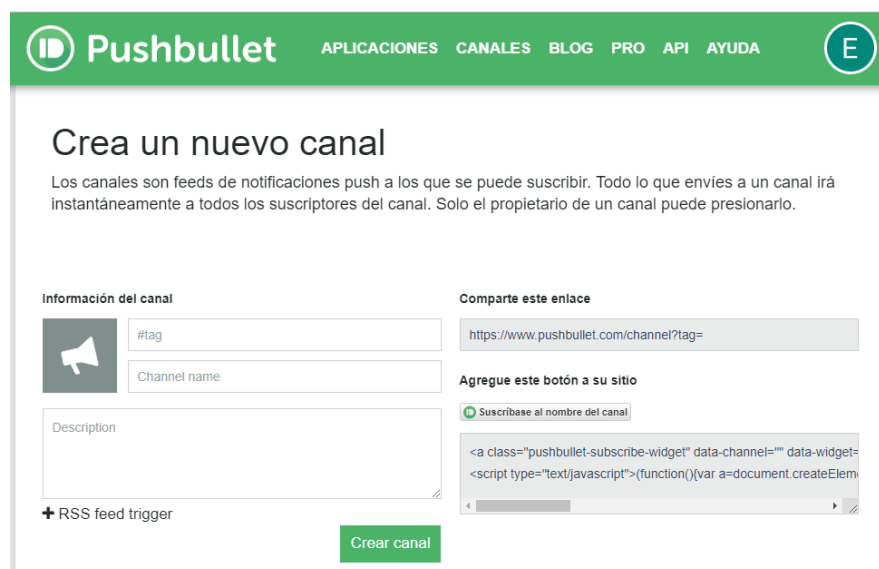 Pushbullet
APLICACIONES CANALES BLOG PRO API AYUDA
E
Crea un nuevo canal
Los canales son feeds de notificaciones push a los que se puede suscribir. Todo lo que envíes a un canal irá
instantáneamente a todos los suscriptores del canal. Solo el propietario de un canal puede presionarlo.
Información del canal
#tag
Channel name
Description
+ RSS feed trigger
Crear canal
Comparte este enlace
https://www.pushbullet.com/channel?tag=
Agregue este botón a su sitio
Suscríbase al nombre del canal
<a class="pushbullet-subscribe-widget" data-channel="" data-widget=
<script type="text/javascript">(function(){var a=document.createElem